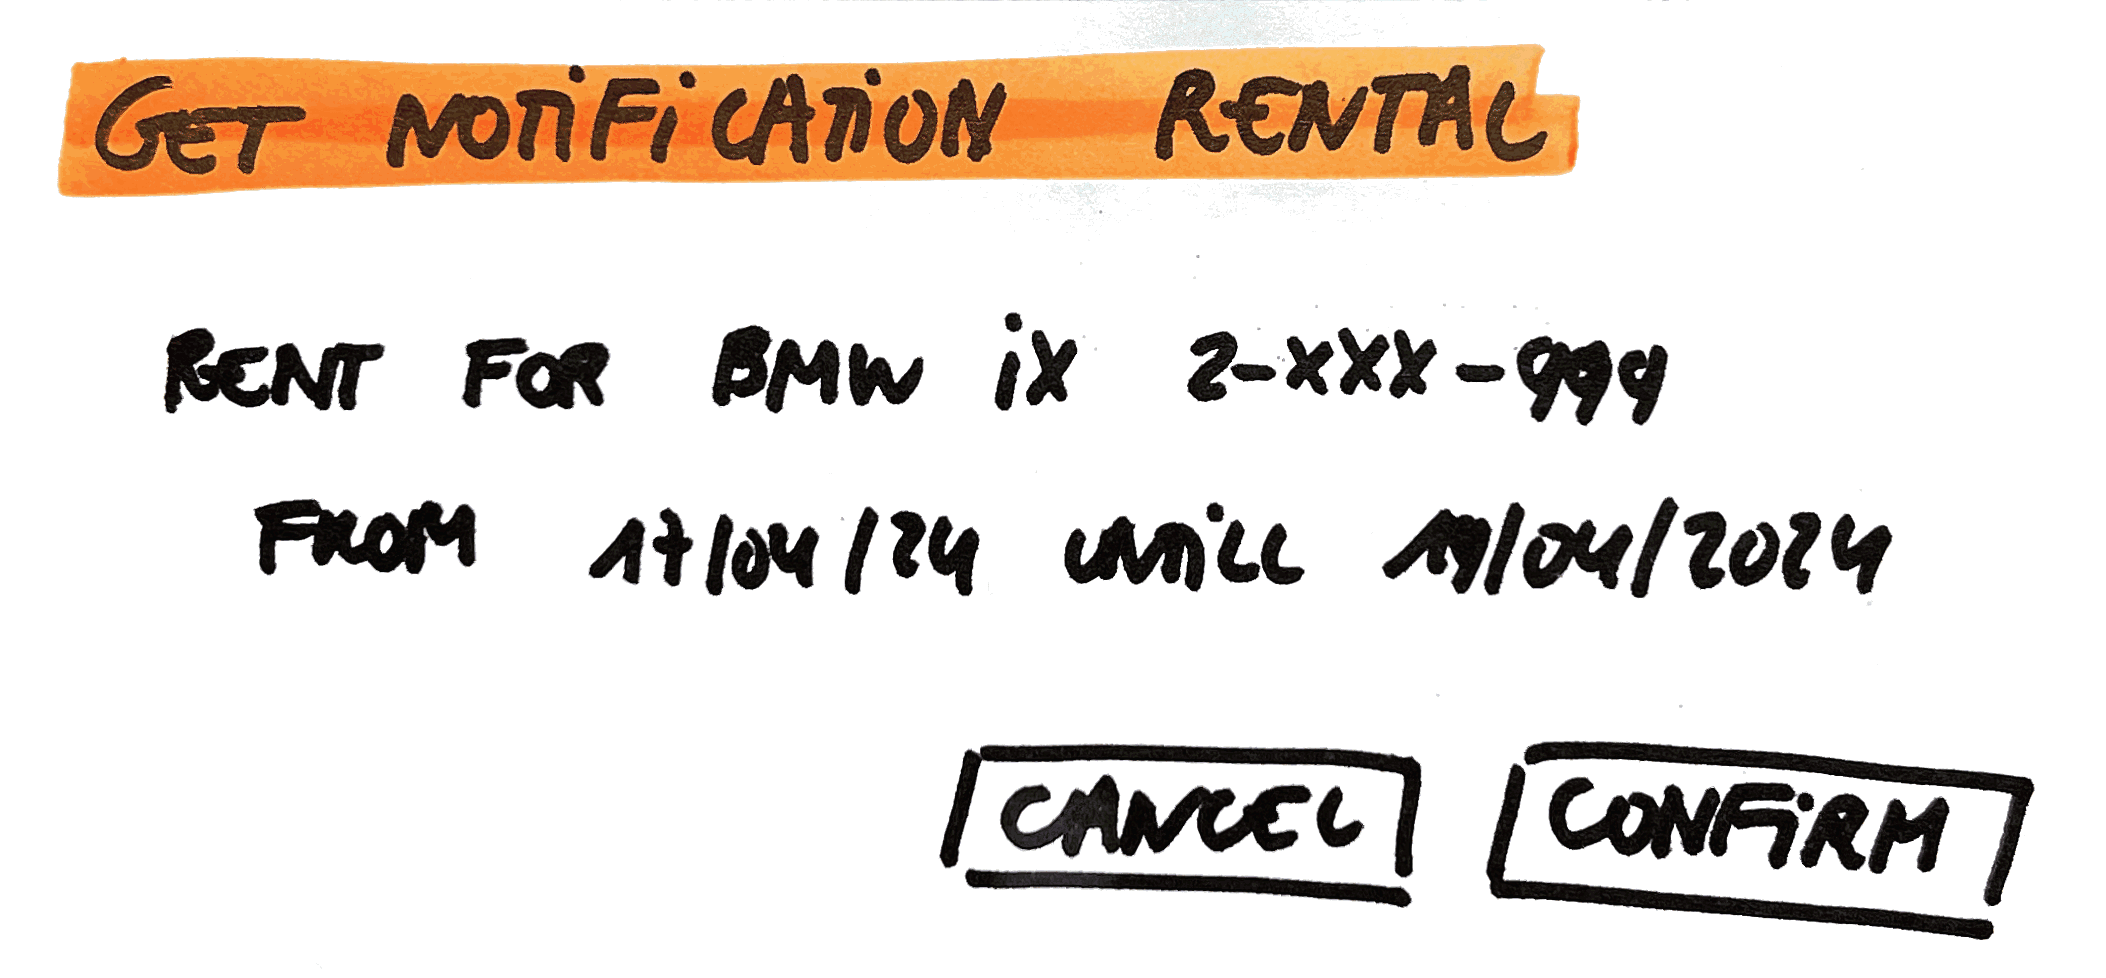 GET NOTIFICATION RENTAL
RENT FOR BMW iX 2-XXX-999
FROM 17/04/24 UNTILL 19/04/2024
CANCEL CONFIRM